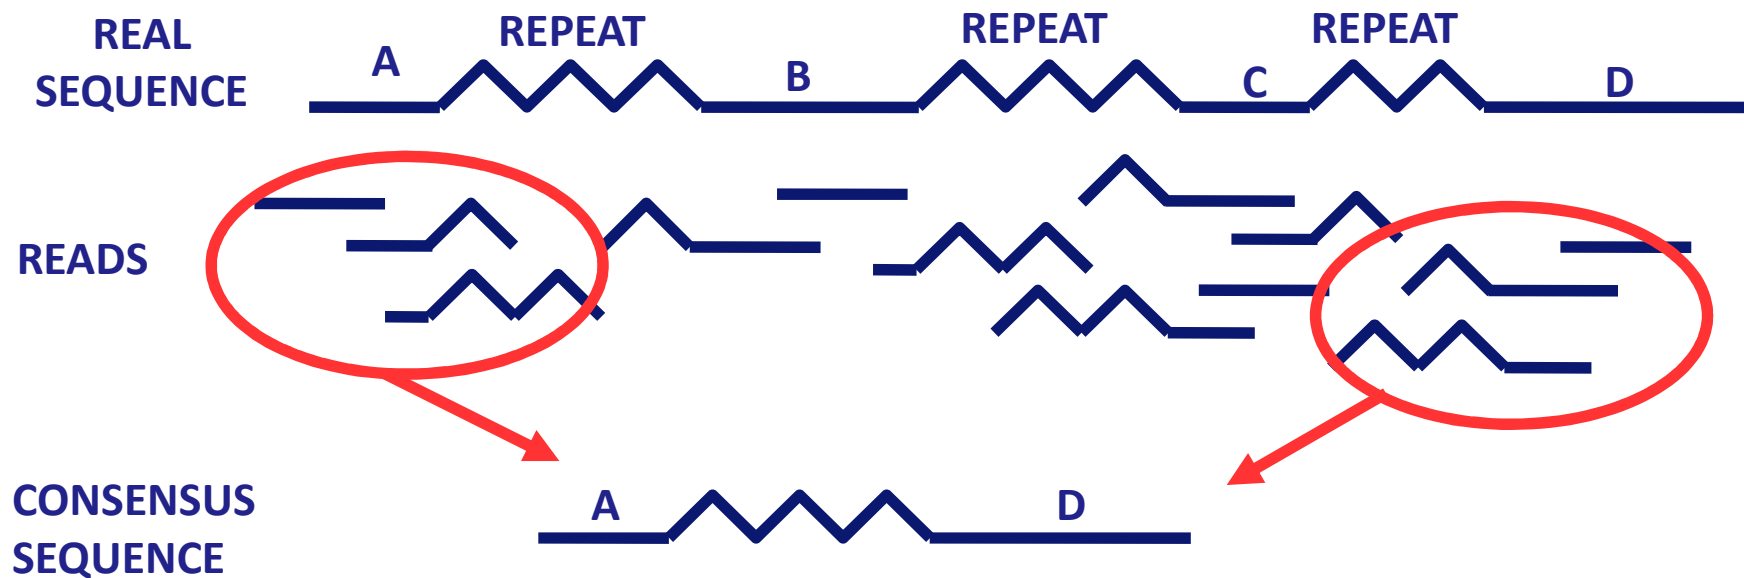 REAL
SEQUENCE
A
REPEAT
B
REPEAT
C
REPEAT
D
READS
CONSENSUS
SEQUENCE
A
D